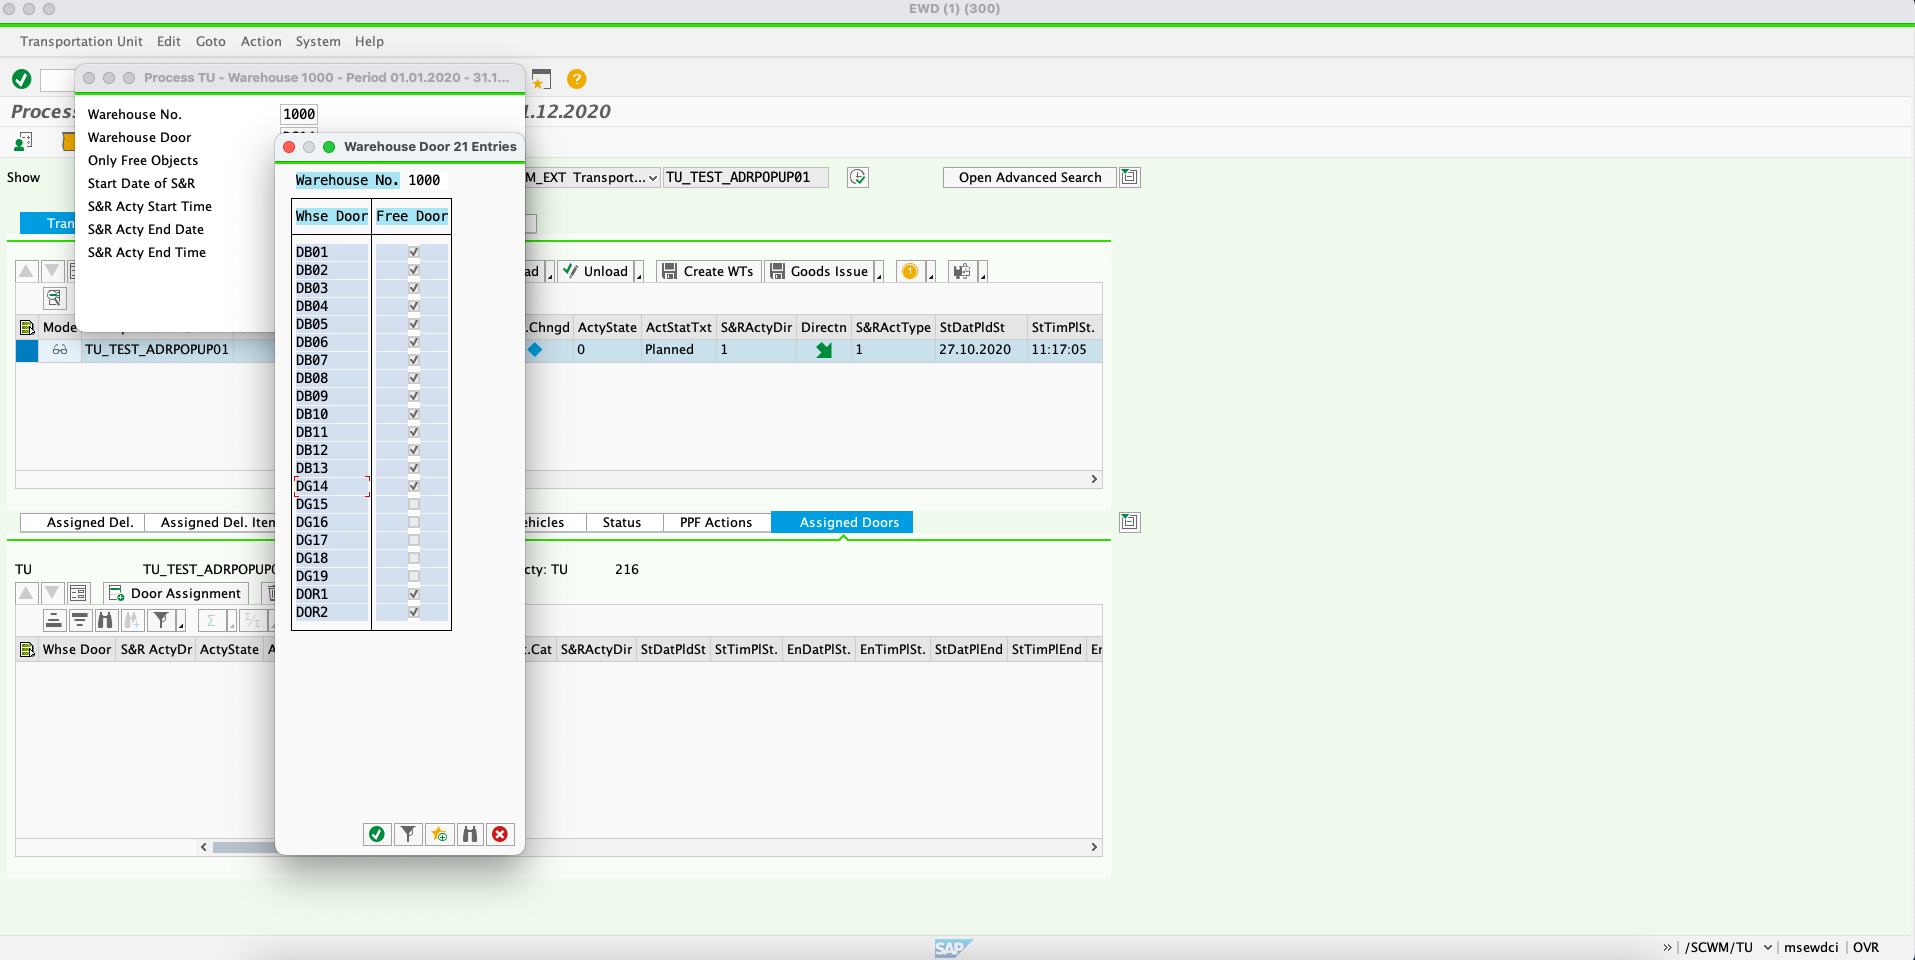 EWD (1) (300)
Transportation Unit Edit Goto Action System Help
Process TU - Warehouse 1000 - Period 01.01.2020 - 31.1...
Process
1.12.2020
Warehouse No. 1000
Warehouse Door
Only Free Objects
Start Date of S&R
S&R Acty Start Time
S&R Acty End Date
S&R Acty End Time
Warehouse Door 21 Entries
Warehouse No. 1000
Whse Door Free Door
DB01
DB02
DB03
DB04
DB05
DB06
DB07
DB08
DB09
DB10
DB11
DB12
DB13
DG14
DG15
DG16
DG17
DG18
DG19
DOR1
DOR2
Show
M_EXT Transport... TU_TEST_ADRPOPUP01 Open Advanced Search
Tran
ad Unload Create WTs Goods Issue
Mode .Chngd ActyState ActStatTxt S&RActyDir Directn S&RActType StDatPldSt StTimPlSt.
TU_TEST_ADRPOPUP01 0 Planned 1 1 27.10.2020 11:17:05
Assigned Del. Assigned Del. Iten ehicles Status PPF Actions Assigned Doors
TU TU_TEST_ADRPOPUP0 cty: TU 216
Door Assignment
Whse Door S&R ActyDr ActyState A t.Cat S&RActyDir StDatPldSt StTimPlSt. EnDatPlSt. EnTimPlSt. StDatPlEnd StTimPlEnd Er
SAP
/SCWM/TU msewdci OVR